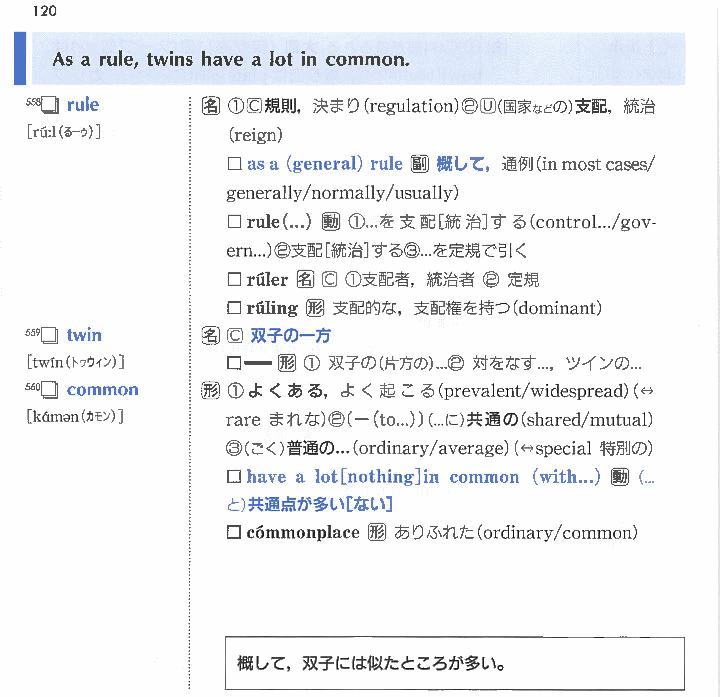 120
As a rule, twins have a lot in common.
558 rule
[rúːl(るーウ)]
名 ①C規則，決まり(regulation)②U(国家などの)支配，統治
(reign)
□ as a (general) rule 副 概して，通例(in most cases/
generally/normally/usually)
□ rule(...) 動 ①...を支配[統治]する(control.../gov-
ern...)②支配[統治]する③...を定規で引く
□ rúler 名 C ①支配者，統治者 ② 定規
□ rúling 形 支配的な，支配権を持つ(dominant)
559 twin
[twín(トゥウィン)]
名 C 双子の一方
□ ━ 形 ① 双子の(片方の)...② 対をなす...，ツインの...
560 common
[kámən(カモン)]
形 ①よくある，よく起こる(prevalent/widespread)(⇔
rare まれな)②(－(to...))(...に)共通の(shared/mutual)
③(ごく)普通の...(ordinary/average)(⇔special 特別の)
□ have a lot[nothing]in common (with...) 動 (...
と)共通点が多い[ない]
□ cómmonplace 形 ありふれた(ordinary/common)
概して，双子には似たところが多い。